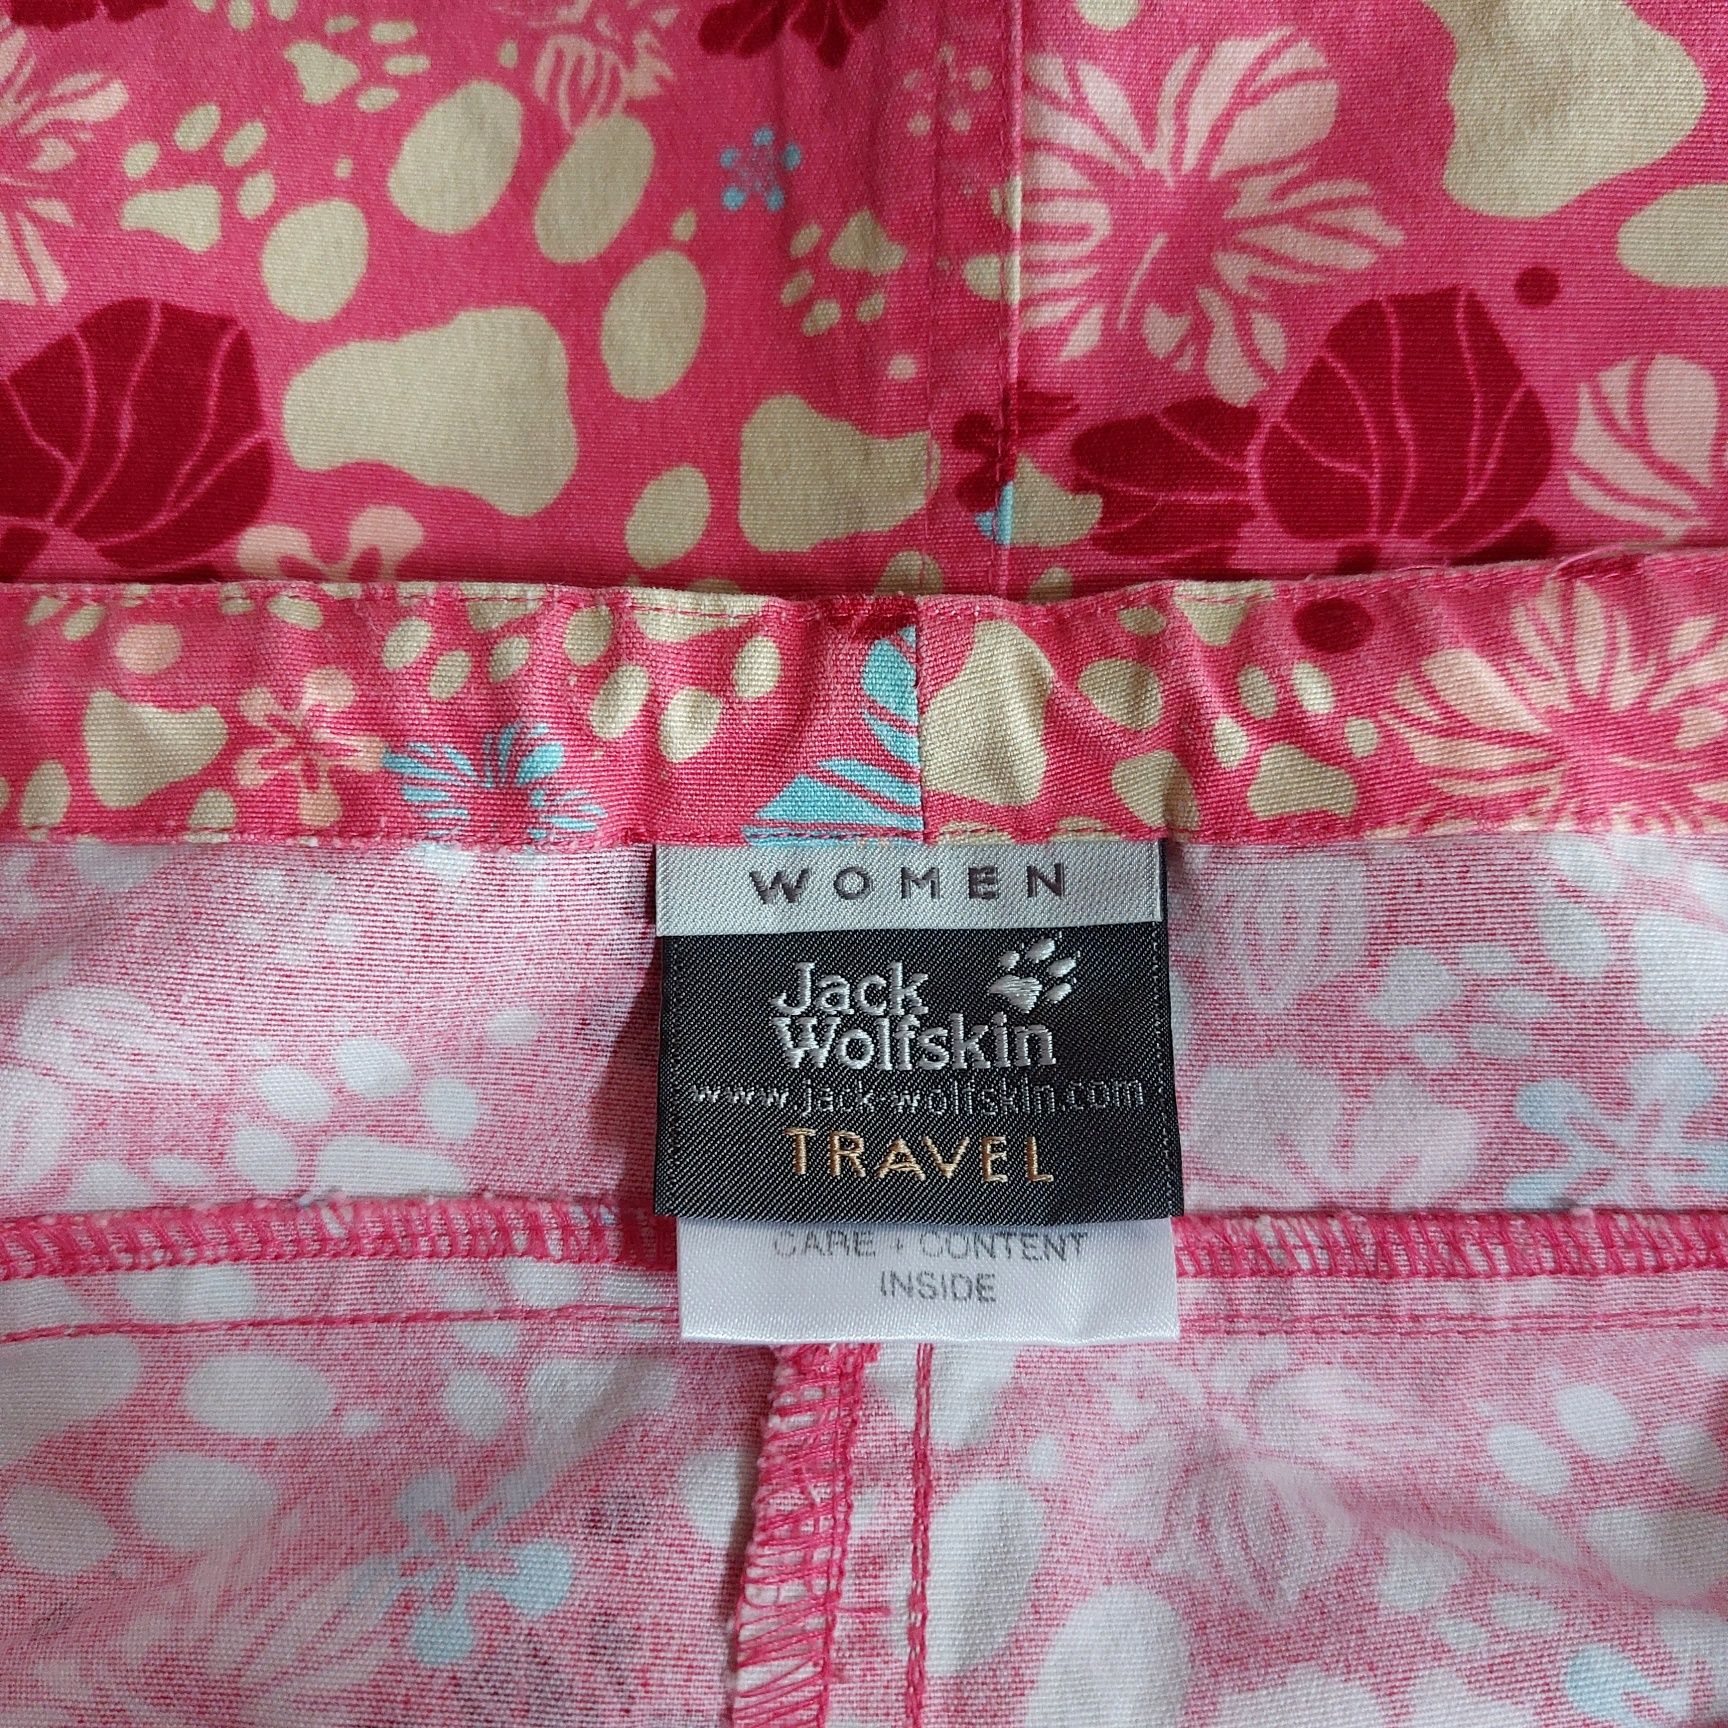 WOMEN
Jack
Wolfskin
www.jack-wolfskin.com
TRAVEL
CARE + CONTENT
INSIDE